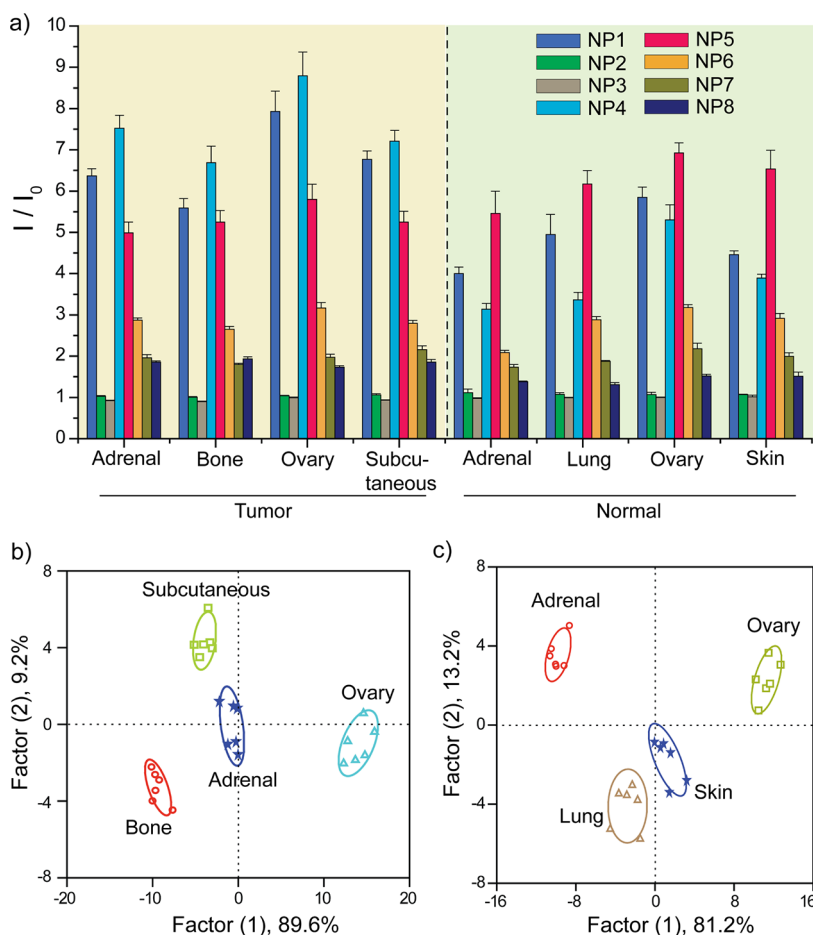 a)
10
9
8
7
6
5
4
3
2
1
0
I / I0
NP1
NP2
NP3
NP4
NP5
NP6
NP7
NP8
Adrenal
Bone
Ovary
Subcu-
taneous
Adrenal
Lung
Ovary
Skin
Tumor
Normal
b)
8
4
0
-4
-8
Factor (2), 9.2%
Subcutaneous
Ovary
Adrenal
Bone
-20
-10
0
10
20
Factor (1), 89.6%
c)
8
4
0
-4
-8
Factor (2), 13.2%
Adrenal
Ovary
Lung
Skin
-16
-8
0
8
16
Factor (1), 81.2%